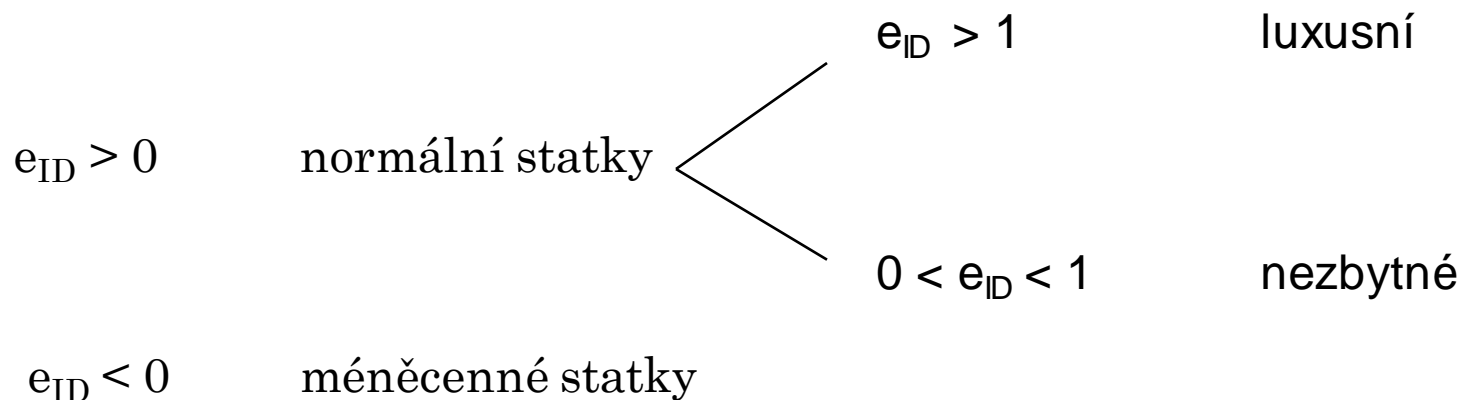 e_ID > 1 luxusní
e_ID > 0 normální statky
0 < e_ID < 1 nezbytné
e_ID < 0 méněcenné statky